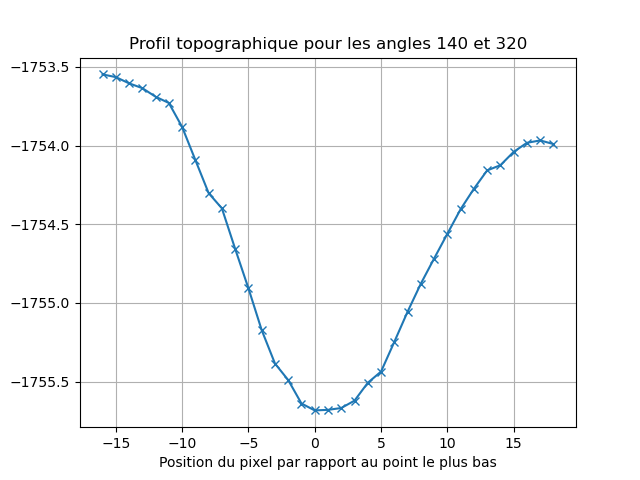 Profil topographique pour les angles 140 et 320
−1753.5
−1754.0
−1754.5
−1755.0
−1755.5
−15 −10 −5 0 5 10 15
Position du pixel par rapport au point le plus bas